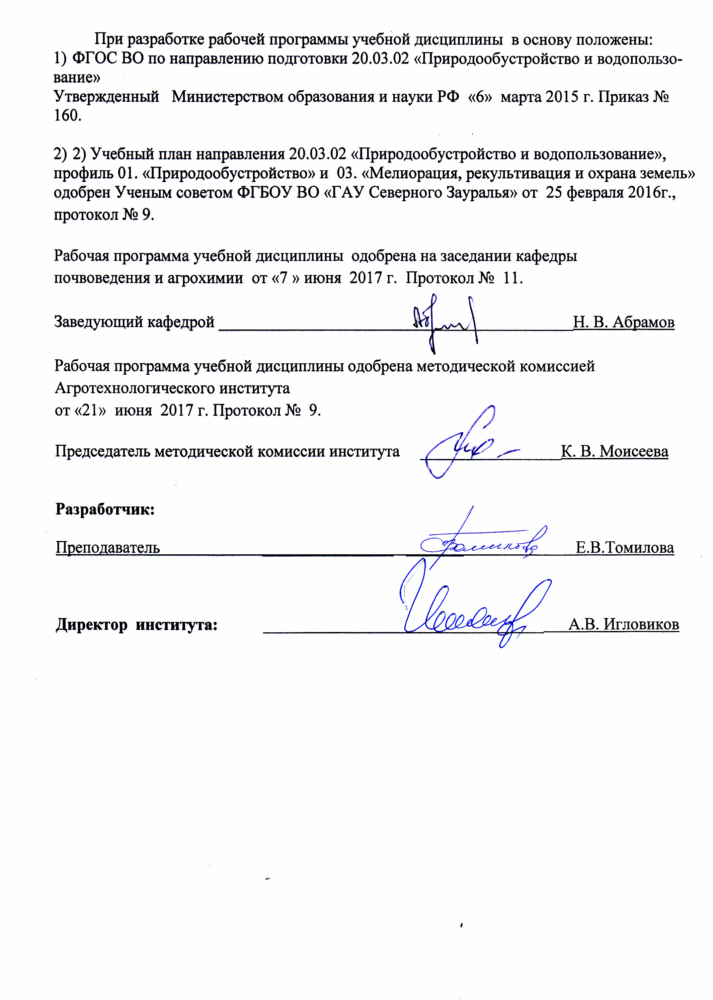 При разработке рабочей программы учебной дисциплины в основу положены:
1) ФГОС ВО по направлению подготовки 20.03.02 «Природообустройство и водопользо-
вание»
Утвержденный Министерством образования и науки РФ «6» марта 2015 г. Приказ №
160.
2) 2) Учебный план направления 20.03.02 «Природообустройство и водопользование»,
профиль 01. «Природообустройство» и 03. «Мелиорация, рекультивация и охрана земель»
одобрен Ученым советом ФГБОУ ВО «ГАУ Северного Зауралья» от 25 февраля 2016г.,
протокол № 9.
Рабочая программа учебной дисциплины одобрена на заседании кафедры
почвоведения и агрохимии от «7 » июня 2017 г. Протокол № 11.
Заведующий кафедрой Н. В. Абрамов
Рабочая программа учебной дисциплины одобрена методической комиссией
Агротехнологического института
от «21» июня 2017 г. Протокол № 9.
Председатель методической комиссии института К. В. Моисеева
Разработчик:
Преподаватель Е.В.Томилова
Директор института: А.В. Игловиков